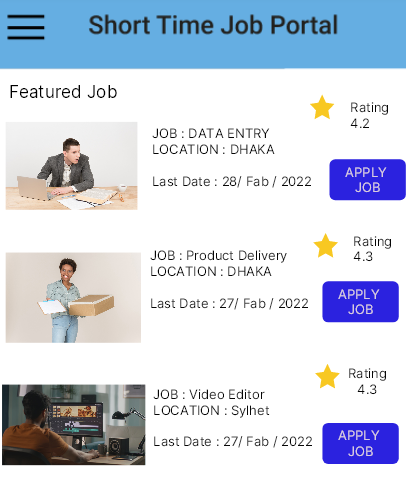 Short Time Job Portal
Featured Job
Rating
4.2
JOB : DATA ENTRY
LOCATION : DHAKA
Last Date : 28/ Fab / 2022
APPLY
JOB
Rating
4.3
JOB : Product Delivery
LOCATION : DHAKA
Last Date : 27/ Fab / 2022
APPLY
JOB
Rating
4.3
JOB : Video Editor
LOCATION : Sylhet
Last Date : 27/ Fab / 2022
APPLY
JOB